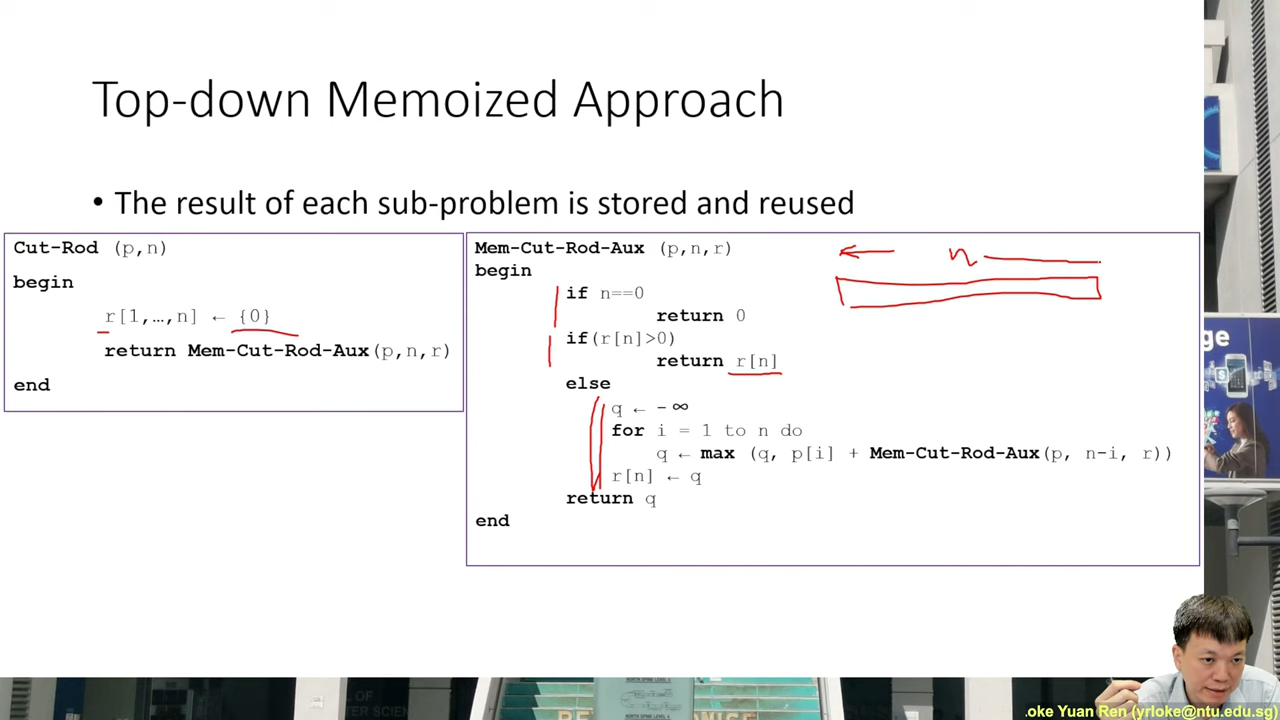 Top-down Memoized Approach
• The result of each sub-problem is stored and reused
Cut-Rod (p,n)
begin
r[1,…,n] ← {0}
return Mem-Cut-Rod-Aux(p,n,r)
end
Mem-Cut-Rod-Aux (p,n,r)
begin
if n==0
return 0
if(r[n]>0)
return r[n]
else
q ← -∞
for i = 1 to n do
q ← max (q, p[i] + Mem-Cut-Rod-Aux(p, n-i, r))
r[n] ← q
return q
end
n
.oke Yuan Ren (yrloke@ntu.edu.sg)